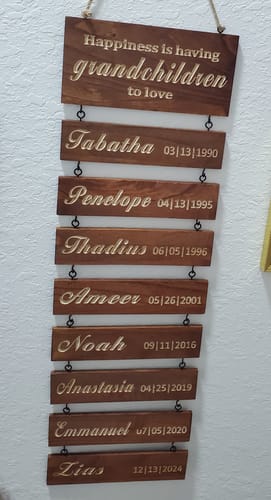 Happiness is having
grandchildren
to love
Tabatha 03|13|1990
Penelope 04|13|1995
Thadius 06|05|1996
Ameer 05|26|2001
Noah 09|11|2016
Anastasia 04|25|2019
Emmanuel 07|05|2020
Zias 12|13|2024